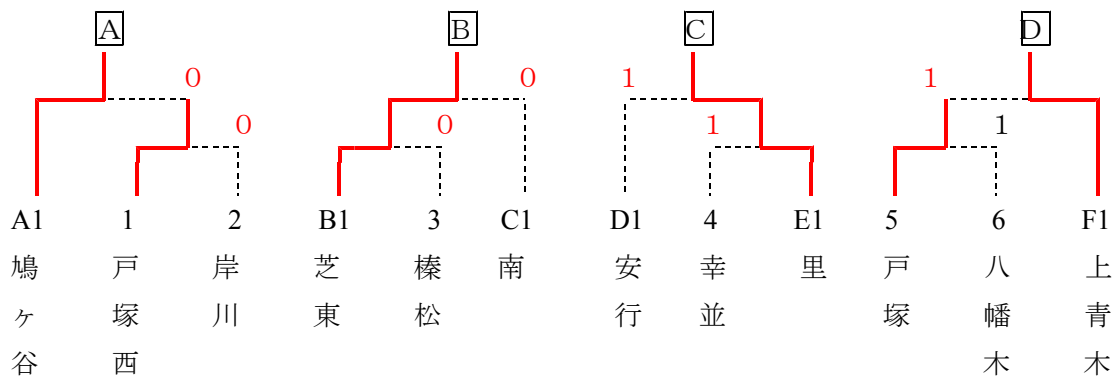 A B C D
0 0 1 1
0 0 1 1
A1 1 2 B1 3 C1 D1 4 E1 5 6 F1
鳩ヶ谷
戸塚西
岸川
芝東
榛松
南
安行
幸並
里
戸塚
八幡木
上青木